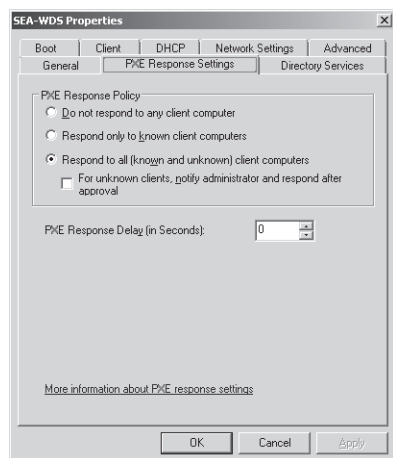 SEA-WDS Properties
Boot Client DHCP Network Settings Advanced
General PXE Response Settings Directory Services
PXE Response Policy
Do not respond to any client computer
Respond only to known client computers
Respond to all (known and unknown) client computers
For unknown clients, notify administrator and respond after
approval
PXE Response Delay (in Seconds): 0
More information about PXE response settings
OK Cancel Apply